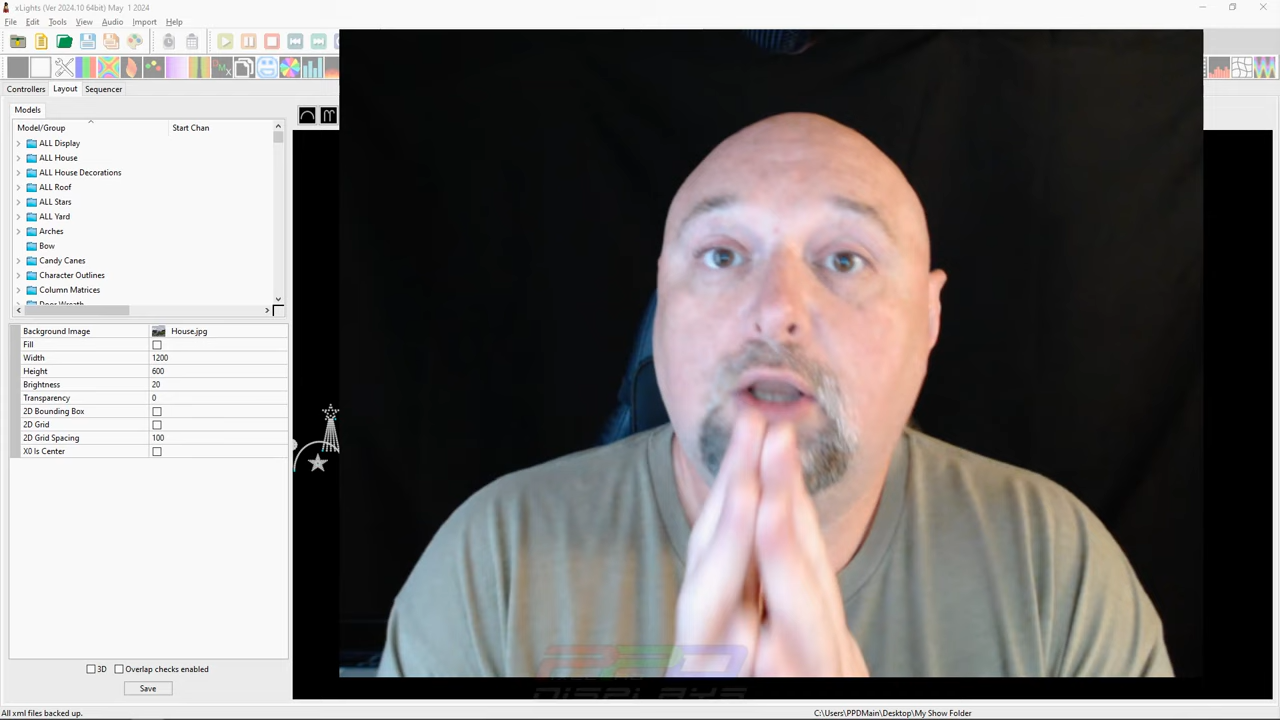 xLights (Ver 2024.10 64bit) May 1 2024
File Edit Tools View Audio Import Help
Controllers Layout Sequencer
Models
Model/Group Start Chan
ALL Display
ALL House
ALL House Decorations
ALL Roof
ALL Stars
ALL Yard
Arches
Bow
Candy Canes
Character Outlines
Column Matrices
Door Wreath
Background Image House.jpg
Fill
Width 1200
Height 600
Brightness 20
Transparency 0
2D Bounding Box
2D Grid
2D Grid Spacing 100
X0 Is Center
3D Overlap checks enabled
Save
PPD
DISPLAYS
All xml files backed up. C:\Users\PPDMain\Desktop\My Show Folder